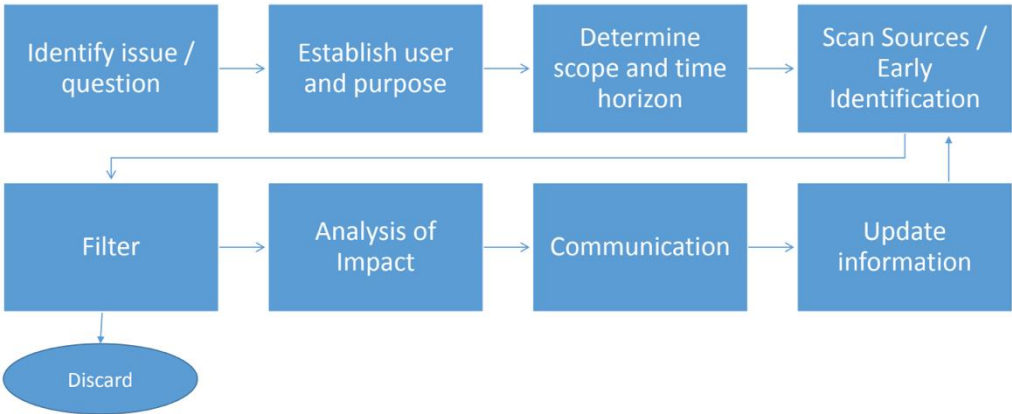 Identify issue /
question
Establish user
and purpose
Determine
scope and time
horizon
Scan Sources /
Early
Identification
Filter
Analysis of
Impact
Communication
Update
information
Discard